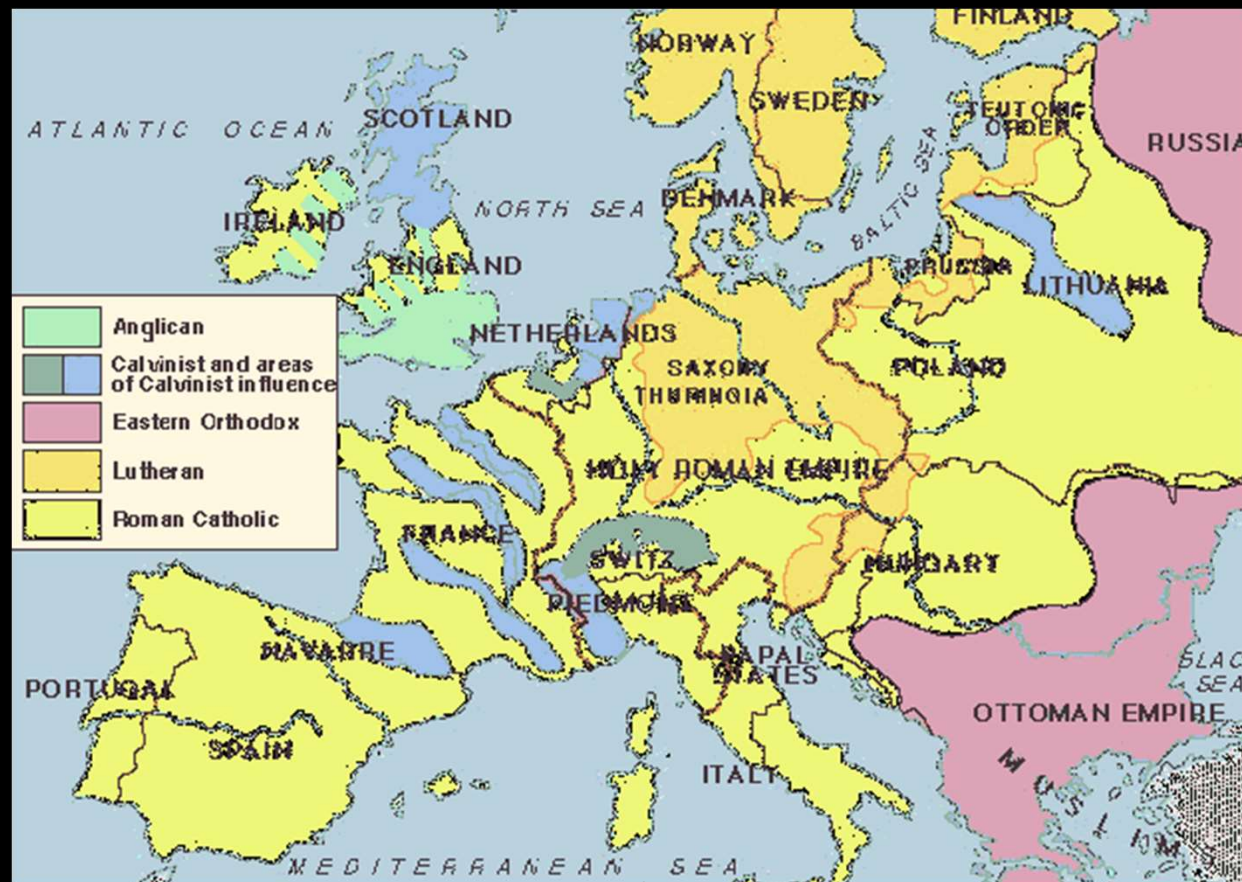 FINLAND
NORWAY
SWEDEN
TEUTONIC
ORDER
RUSSIA
SCOTLAND
ATLANTIC OCEAN
DENMARK
NORTH SEA
BALTIC SEA
IRELAND
ENGLAND
PRUSSIA
LITHUANIA
NETHERLANDS
SAXONY
THURINGIA
POLAND
Anglican
Calvinist and areas
of Calvinist influence
Eastern Orthodox
Lutheran
Roman Catholic
HOLY ROMAN EMPIRE
FRANCE
SWITZ
HUNGARY
PIEDMONT
NAVARRE
PAPAL
STATES
PORTUGAL
SPAIN
ITALY
SLAC
SEA
OTTOMAN EMPIRE
MUSLIMS
MEDITERRANEAN SEA